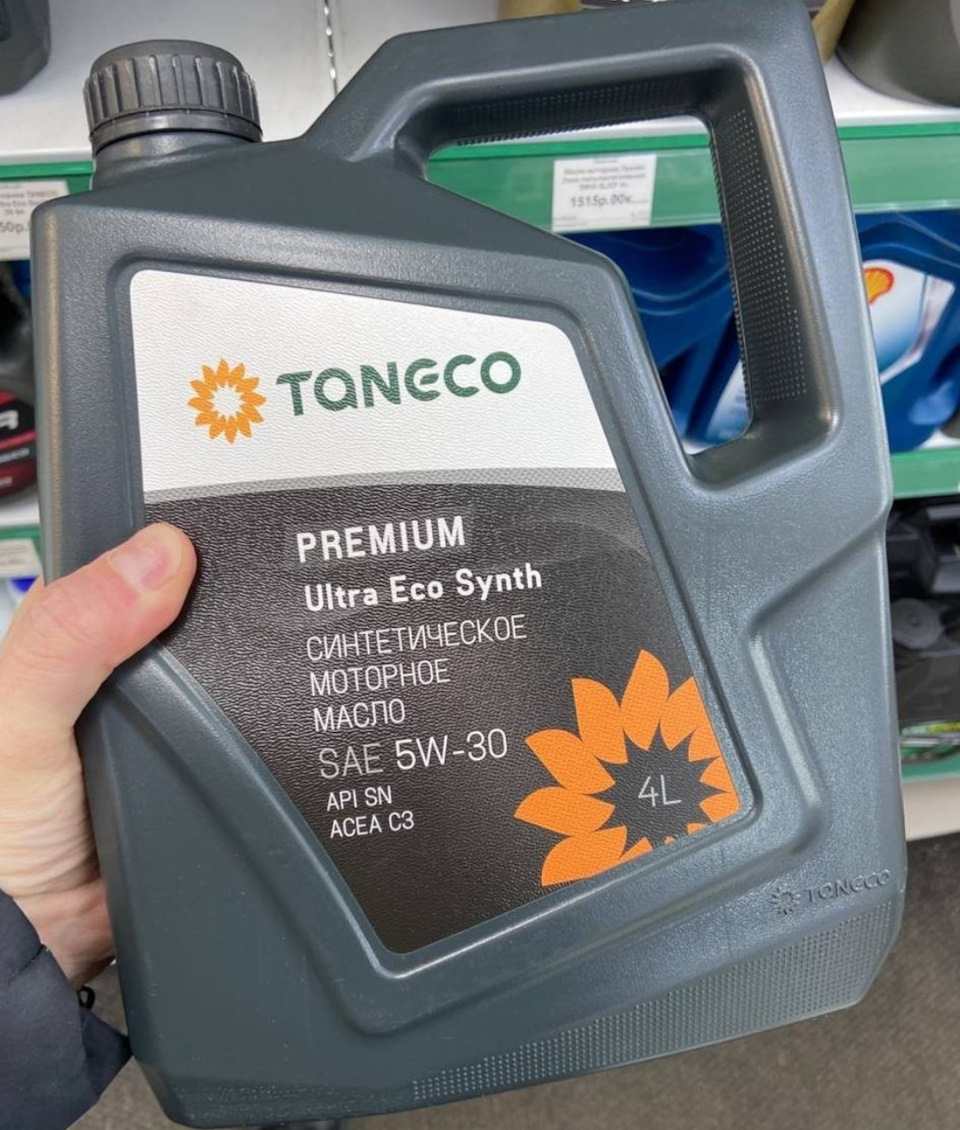 TANECO
PREMIUM
Ultra Eco Synth
СИНТЕТИЧЕСКОЕ
МОТОРНОЕ
МАСЛО
SAE 5W-30
API SN
ACEA C3
4L
TANECO
1515р.00к.
TANECO